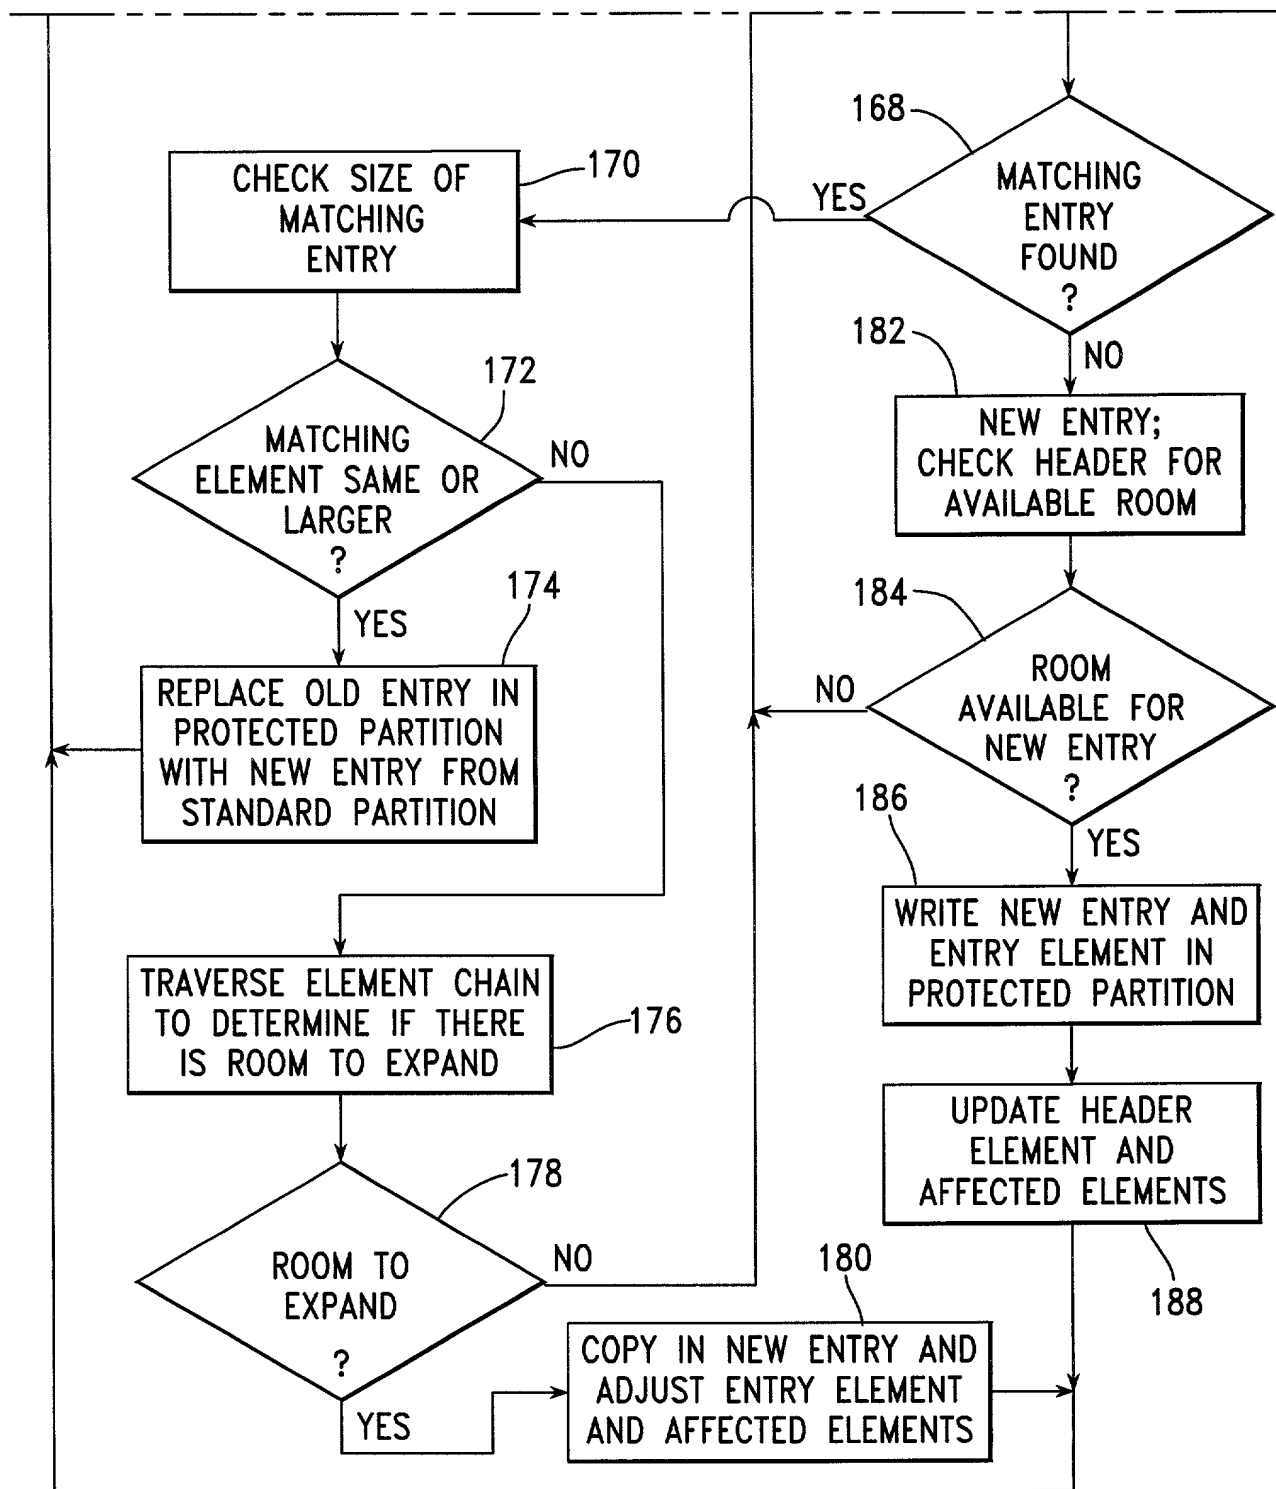 168
MATCHING
ENTRY
FOUND
?
YES
NO
170
CHECK SIZE OF
MATCHING
ENTRY
172
MATCHING
ELEMENT SAME OR
LARGER
?
NO
YES
174
REPLACE OLD ENTRY IN
PROTECTED PARTITION
WITH NEW ENTRY FROM
STANDARD PARTITION
TRAVERSE ELEMENT CHAIN
TO DETERMINE IF THERE
IS ROOM TO EXPAND
176
178
ROOM TO
EXPAND
?
NO
YES
180
COPY IN NEW ENTRY AND
ADJUST ENTRY ELEMENT
AND AFFECTED ELEMENTS
182
NEW ENTRY;
CHECK HEADER FOR
AVAILABLE ROOM
184
ROOM
AVAILABLE FOR
NEW ENTRY
?
NO
YES
186
WRITE NEW ENTRY AND
ENTRY ELEMENT IN
PROTECTED PARTITION
UPDATE HEADER
ELEMENT AND
AFFECTED ELEMENTS
188